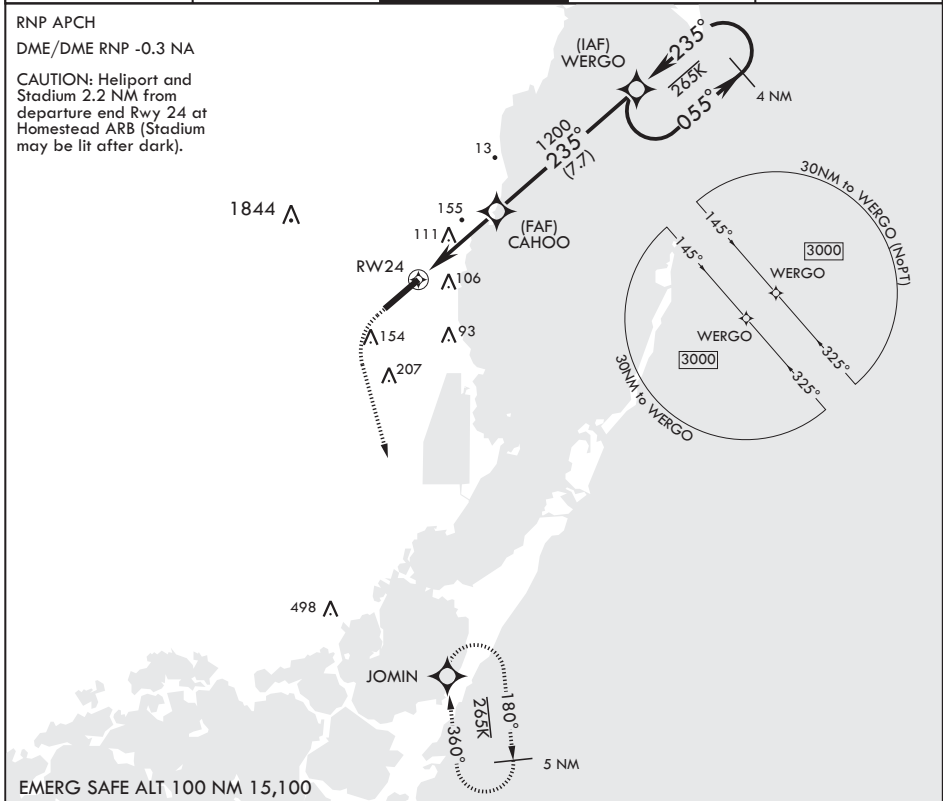 RNP APCH
DME/DME RNP -0.3 NA
CAUTION: Heliport and
Stadium 2.2 NM from
departure end Rwy 24 at
Homestead ARB (Stadium
may be lit after dark).
(IAF)
WERGO
235°
265K
055°
4 NM
1200
235°
(7.7)
13
1844
155
111
(FAF)
CAHOO
RW24
106
154
93
207
30NM to WERGO (NoPT)
145°
3000
WERGO
325°
145°
WERGO
3000
325°
30NM to WERGO
498
JOMIN
265K
180°
360°
5 NM
EMERG SAFE ALT 100 NM 15,100